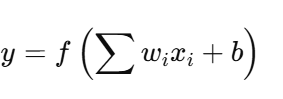 y = f (∑ wᵢxᵢ + b)